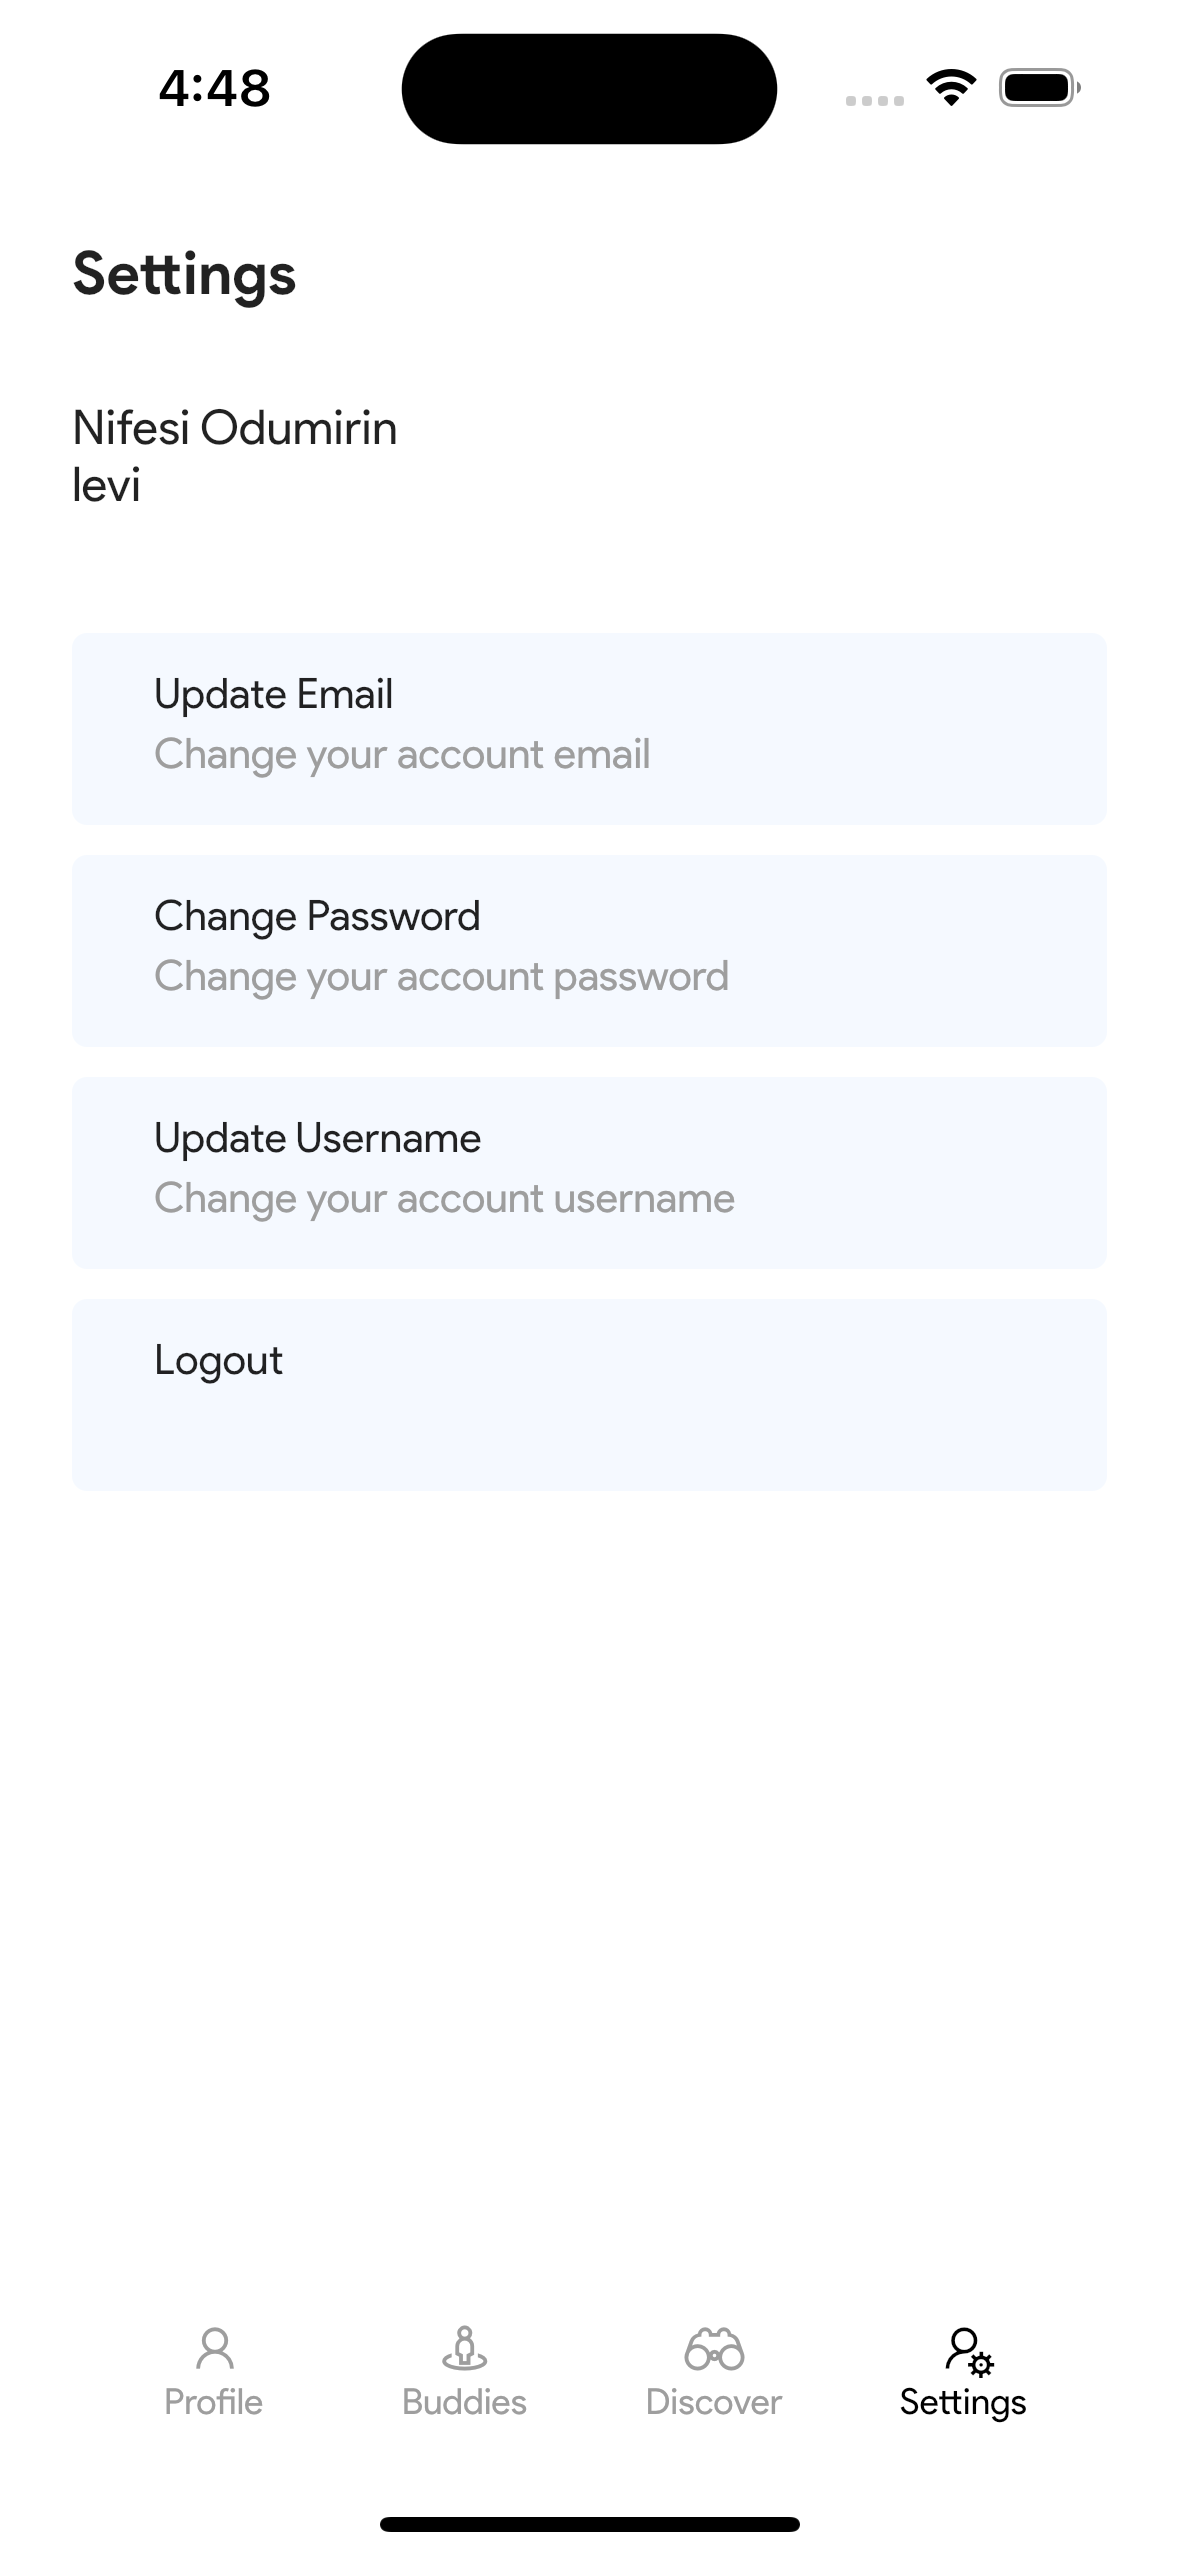 4:48
Settings
Nifesi Odumirin
levi
Update Email
Change your account email
Change Password
Change your account password
Update Username
Change your account username
Logout
Profile
Buddies
Discover
Settings